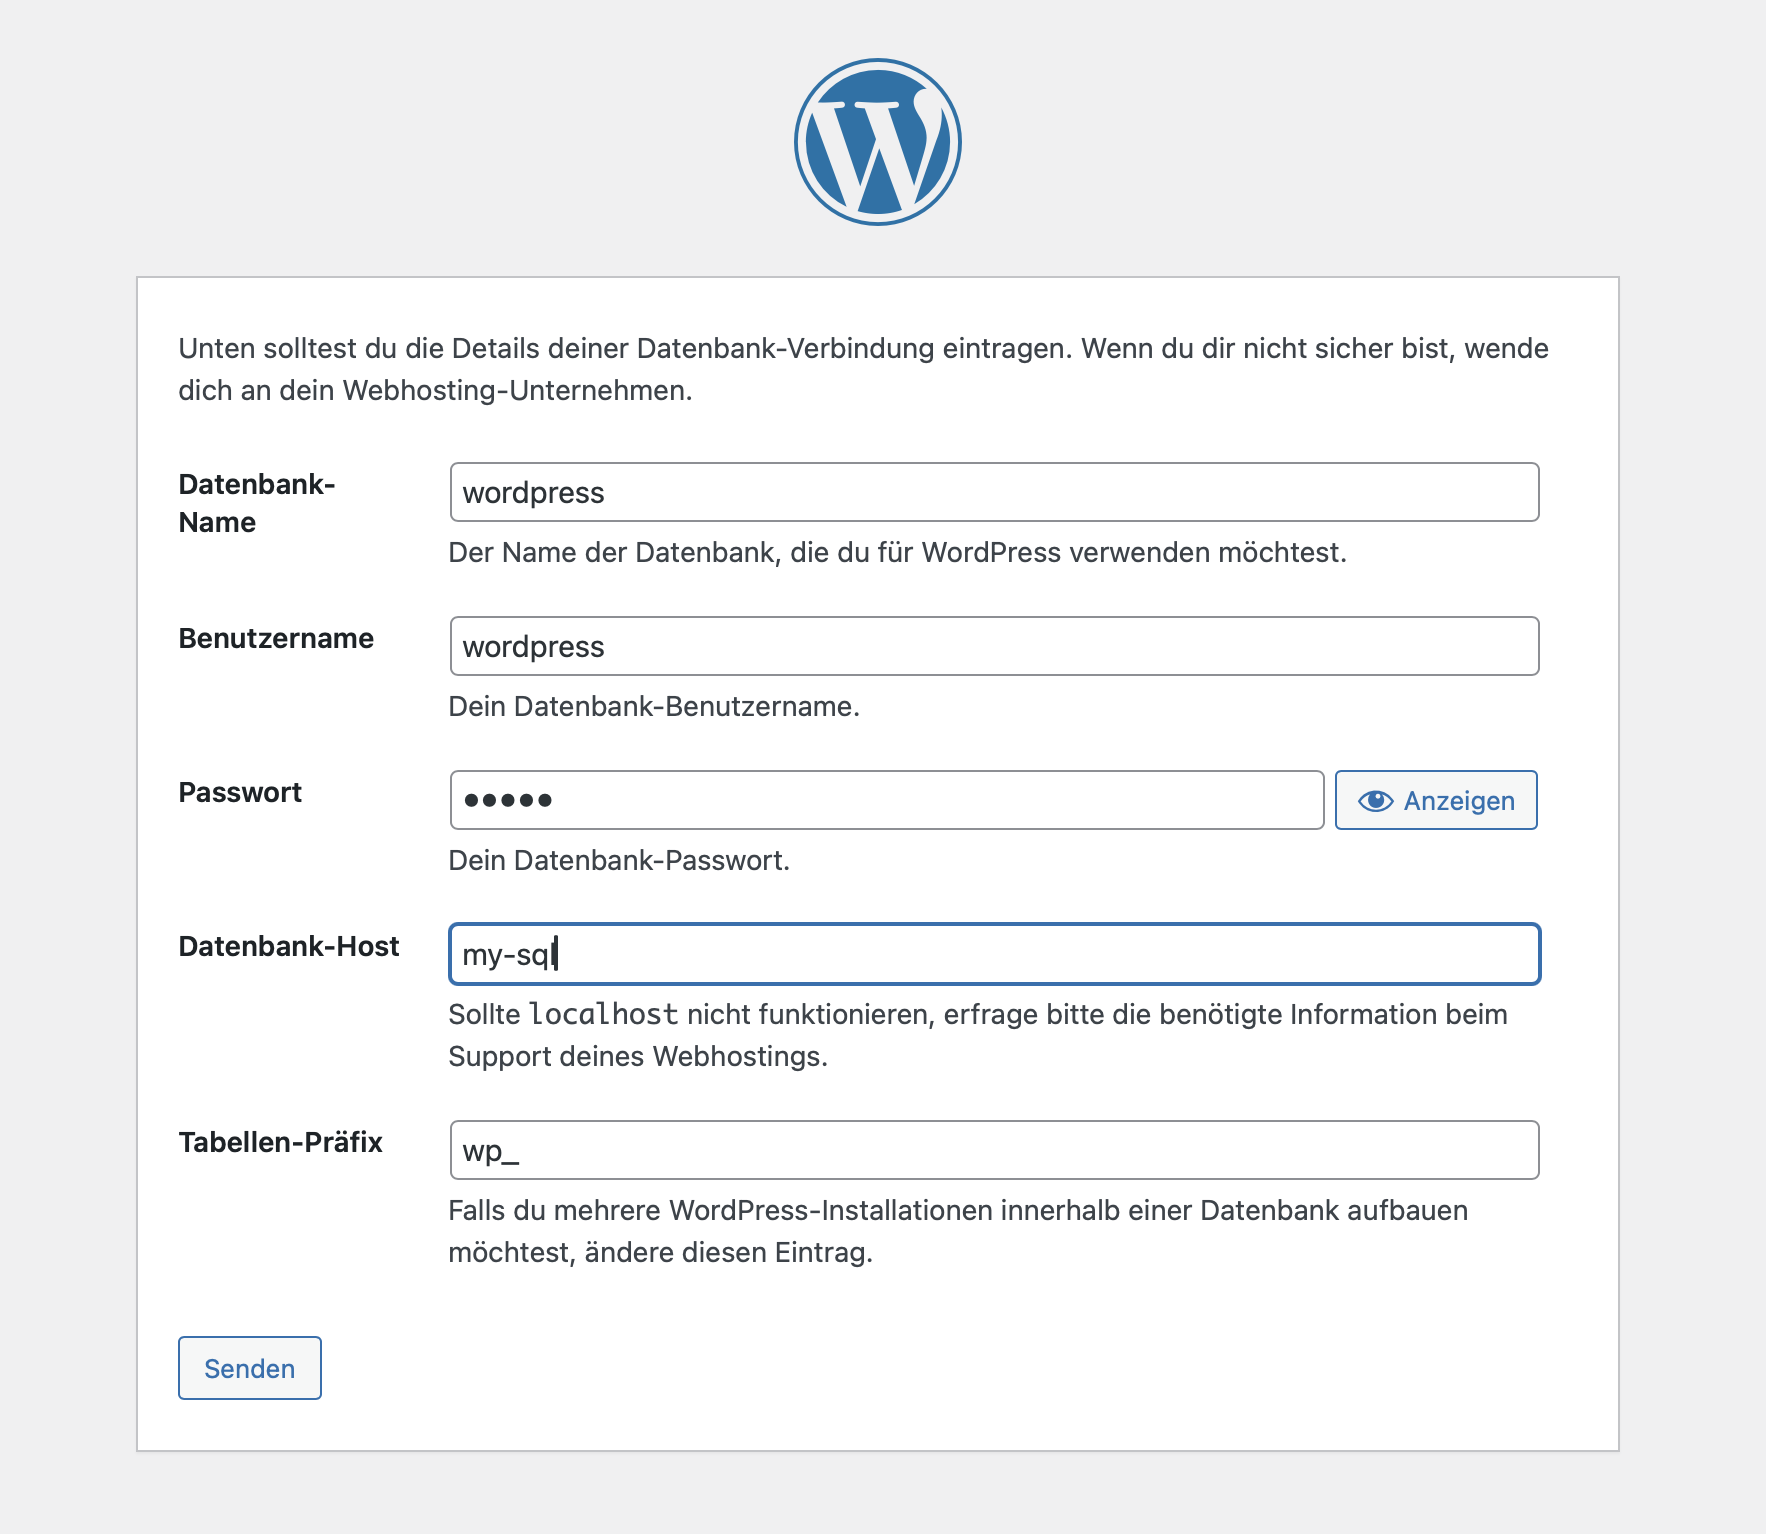 Unten solltest du die Details deiner Datenbank-Verbindung eintragen. Wenn du dir nicht sicher bist, wende
dich an dein Webhosting-Unternehmen.
Datenbank-
Name
wordpress
Der Name der Datenbank, die du für WordPress verwenden möchtest.
Benutzername
wordpress
Dein Datenbank-Benutzername.
Passwort
•••••
Anzeigen
Dein Datenbank-Passwort.
Datenbank-Host
my-sql
Sollte localhost nicht funktionieren, erfrage bitte die benötigte Information beim
Support deines Webhostings.
Tabellen-Präfix
wp_
Falls du mehrere WordPress-Installationen innerhalb einer Datenbank aufbauen
möchtest, ändere diesen Eintrag.
Senden